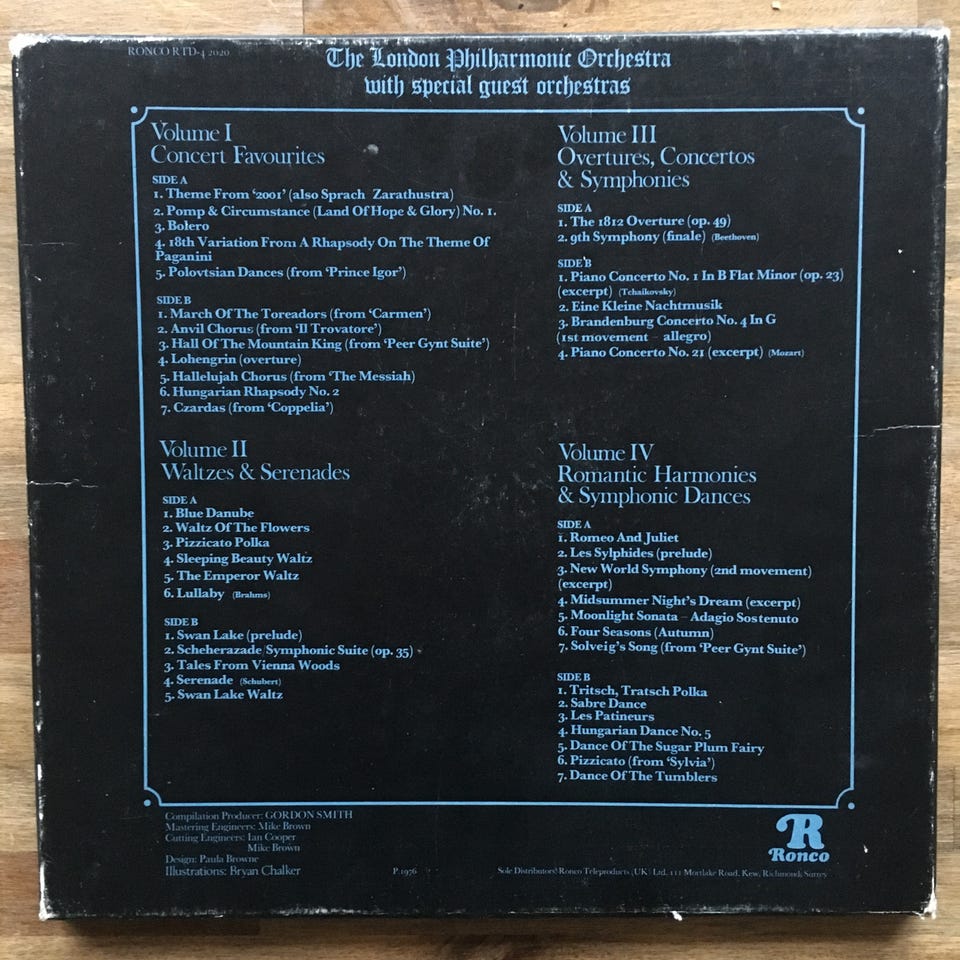 RONCO RTD-4 2020
The London Philharmonic Orchestra
with special guest orchestras
Volume I
Concert Favourites
SIDE A
1. Theme From ‘2001’ (also Sprach Zarathustra)
2. Pomp & Circumstance (Land Of Hope & Glory) No. 1.
3. Bolero
4. 18th Variation From A Rhapsody On The Theme Of
Paganini
5. Polovtsian Dances (from ‘Prince Igor’)
SIDE B
1. March Of The Toreadors (from ‘Carmen’)
2. Anvil Chorus (from ‘Il Trovatore’)
3. Hall Of The Mountain King (from ‘Peer Gynt Suite’)
4. Lohengrin (overture)
5. Hallelujah Chorus (from ‘The Messiah)
6. Hungarian Rhapsody No. 2
7. Czardas (from ‘Coppelia’)
Volume II
Waltzes & Serenades
SIDE A
1. Blue Danube
2. Waltz Of The Flowers
3. Pizzicato Polka
4. Sleeping Beauty Waltz
5. The Emperor Waltz
6. Lullaby (Brahms)
SIDE B
1. Swan Lake (prelude)
2. Scheherazade/Symphonic Suite (op. 35)
3. Tales From Vienna Woods
4. Serenade (Schubert)
5. Swan Lake Waltz
Volume III
Overtures, Concertos
& Symphonies
SIDE A
1. The 1812 Overture (op. 49)
2. 9th Symphony (finale) (Beethoven)
SIDE B
1. Piano Concerto No. 1 In B Flat Minor (op. 23)
(excerpt) (Tchaikovsky)
2. Eine Kleine Nachtmusik
3. Brandenburg Concerto No. 4 In G
(1st movement – allegro)
4. Piano Concerto No. 21 (excerpt) (Mozart)
Volume IV
Romantic Harmonies
& Symphonic Dances
SIDE A
1. Romeo And Juliet
2. Les Sylphides (prelude)
3. New World Symphony (2nd movement)
(excerpt)
4. Midsummer Night’s Dream (excerpt)
5. Moonlight Sonata – Adagio Sostenuto
6. Four Seasons (Autumn)
7. Solveig’s Song (from ‘Peer Gynt Suite’)
SIDE B
1. Tritsch, Tratsch Polka
2. Sabre Dance
3. Les Patineurs
4. Hungarian Dance No. 5
5. Dance Of The Sugar Plum Fairy
6. Pizzicato (from ‘Sylvia’)
7. Dance Of The Tumblers
Compilation Producer: GORDON SMITH
Mastering Engineers: Mike Brown
Cutting Engineers: Ian Cooper
Mike Brown
Design: Paula Browne
Illustrations: Bryan Chalker
P 1976
Sole Distributors Ronco Teleproducts (UK) Ltd. 111 Mortlake Road, Kew, Richmond, Surrey
R
Ronco